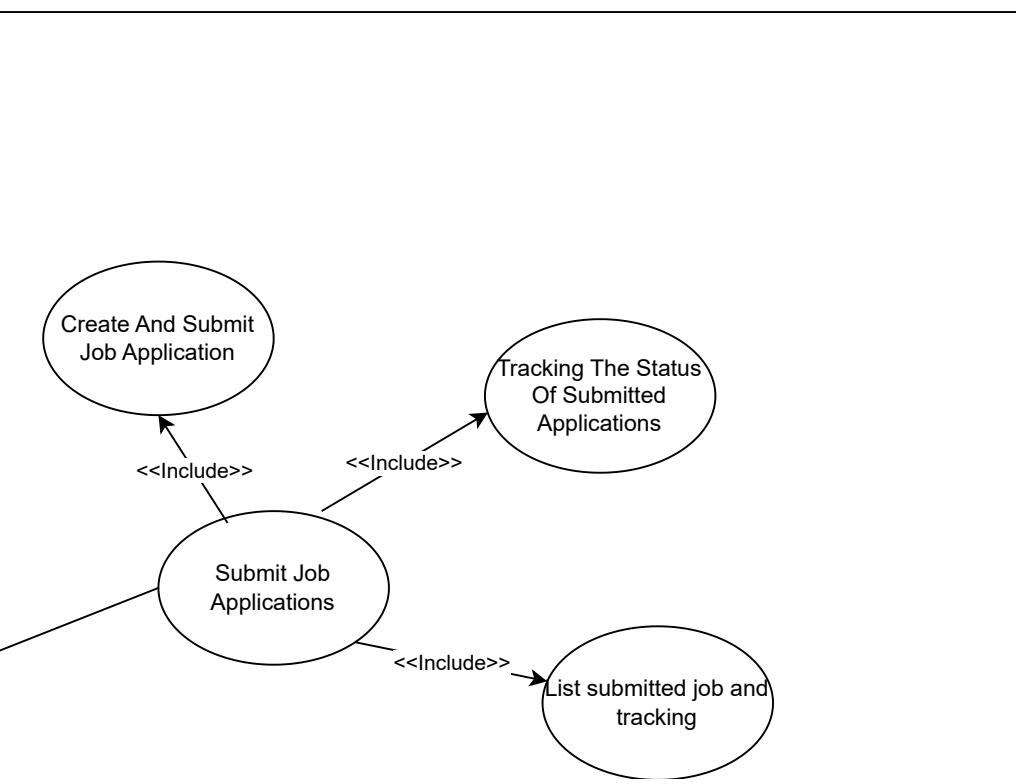 Create And Submit
Job Application
Tracking The Status
Of Submitted
Applications
<<Include>>
<<Include>>
Submit Job
Applications
<<Include>>
List submitted job and
tracking